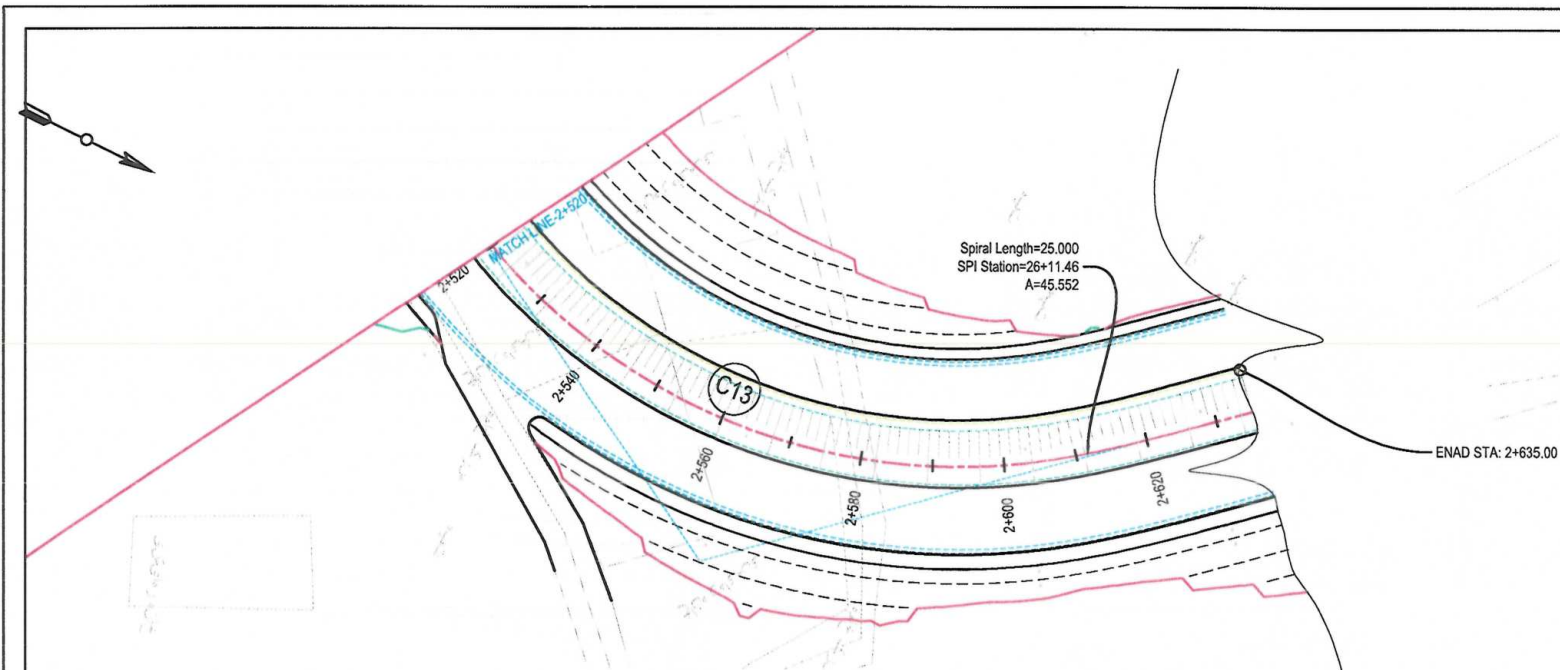 MATCH LINE-2+520
2+520
Spiral Length=25.000
SPI Station=26+11.46
A=45.552
C13
2+540
2+560
2+580
2+600
2+620
ENAD STA: 2+635.00